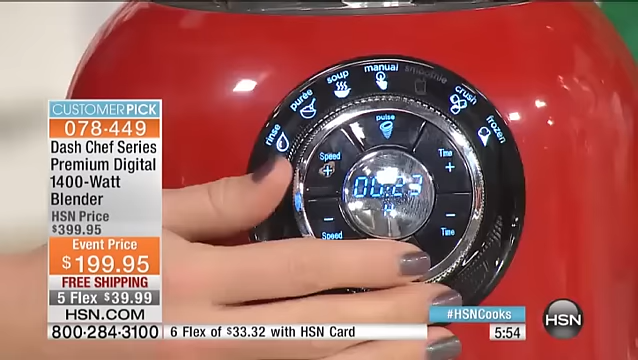 CUSTOMER PICK
078-449
Dash Chef Series
Premium Digital
1400-Watt
Blender
HSN Price
$399.95
Event Price
$199.95
FREE SHIPPING
5 Flex $39.99
HSN.COM
800-284-3100
6 Flex of $33.32 with HSN Card
#HSNCooks
5:54
HSN
rinse
purée
soup
manual
smoothie
crush
frozen
pulse
Speed
+
Time
+
−
Speed
−
Time